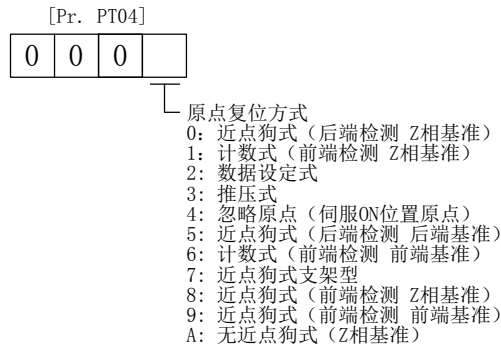 [Pr. PT04]
0 0 0
原点复位方式
0: 近点狗式（后端检测 Z相基准）
1: 计数式（前端检测 Z相基准）
2: 数据设定式
3: 推压式
4: 忽略原点（伺服ON位置原点）
5: 近点狗式（后端检测 后端基准）
6: 计数式（前端检测 前端基准）
7: 近点狗式支架型
8: 近点狗式（前端检测 Z相基准）
9: 近点狗式（前端检测 前端基准）
A: 无近点狗式（Z相基准）